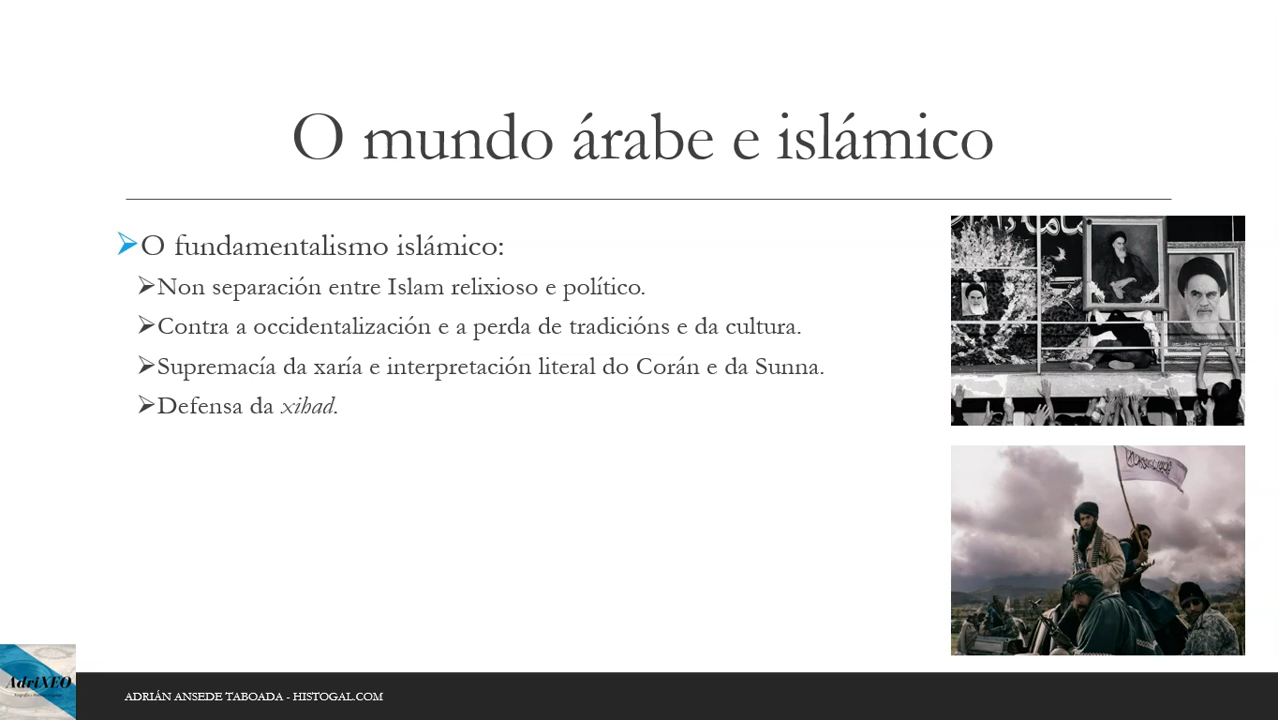 O mundo árabe e islámico
➢O fundamentalismo islámico:
➢Non separación entre Islam relixioso e político.
➢Contra a occidentalización e a perda de tradicións e da cultura.
➢Supremacía da xaría e interpretación literal do Corán e da Sunna.
➢Defensa da xihad.
AdriXEO
ADRIÁN ANSEDE TABOADA - HISTOGAL.COM